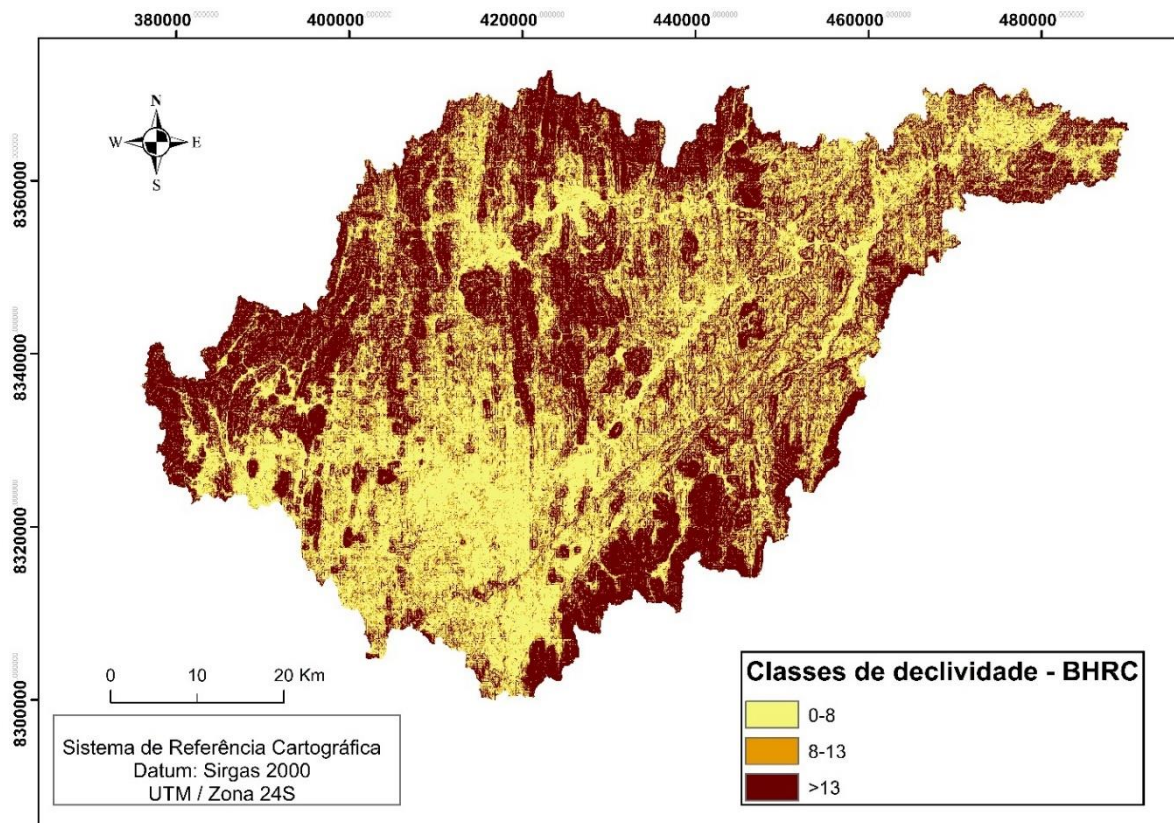 380000 400000 420000 440000 460000 480000
N
W E
S
8360000
8340000
8320000
8300000
0 10 20 Km
Sistema de Referência Cartográfica
Datum: Sirgas 2000
UTM / Zona 24S
Classes de declividade - BHRC
0-8
8-13
>13